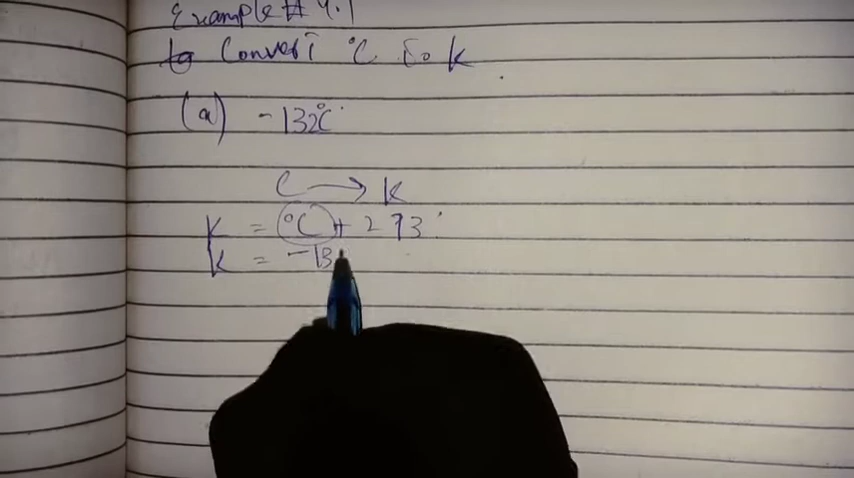 Example # 4.1
to Convert °C to K
(a) -132°C
C → K
K = °C + 273
K = -13